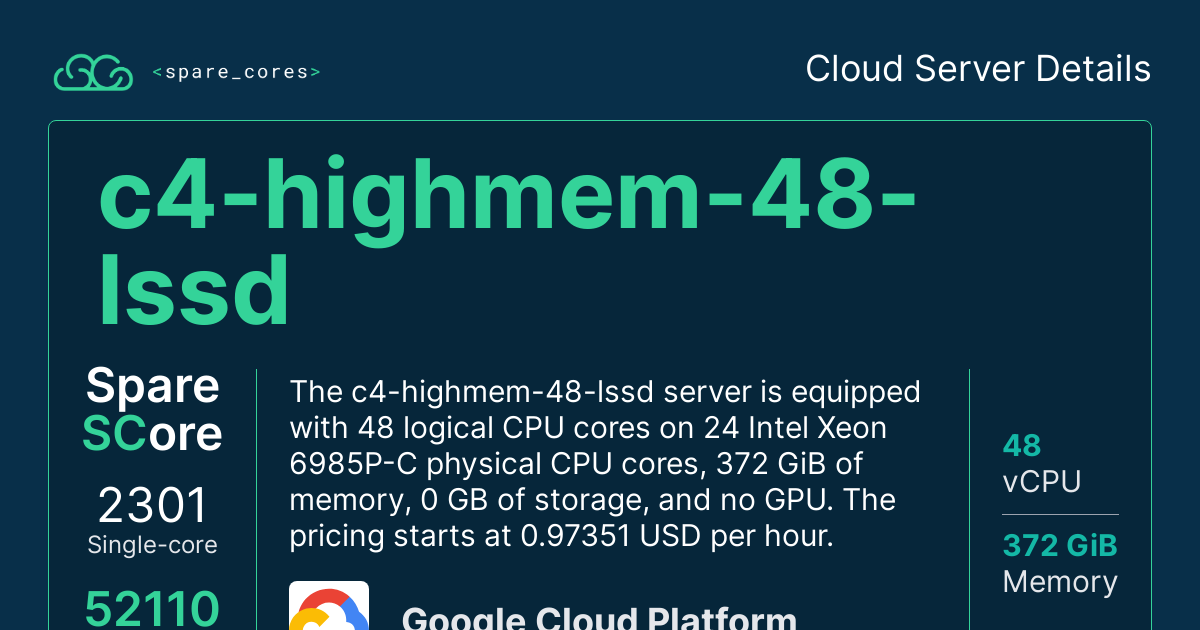 <spare_cores>
Cloud Server Details
c4-highmem-48-
lssd
Spare
SCore
2301
Single-core
52110
The c4-highmem-48-lssd server is equipped
with 48 logical CPU cores on 24 Intel Xeon
6985P-C physical CPU cores, 372 GiB of
memory, 0 GB of storage, and no GPU. The
pricing starts at 0.97351 USD per hour.
Google Cloud Platform
48
vCPU
372 GiB
Memory